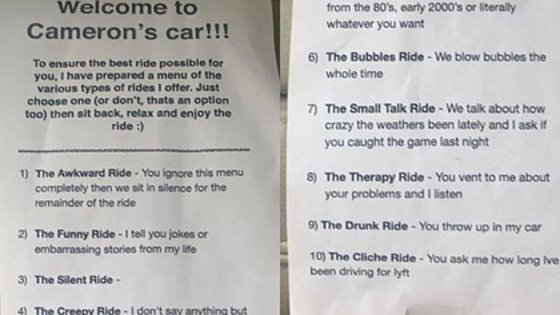 Welcome to
Cameron's car!!!
To ensure the best ride possible for
you, I have prepared a menu of the
various types of rides I offer. Just
choose one (or don't, thats an option
too) then sit back, relax and enjoy the
ride :)
1) The Awkward Ride - You ignore this menu
completely then we sit in silence for the
remainder of the ride
2) The Funny Ride - I tell you jokes or
embarrassing stories from my life
3) The Silent Ride -
4) The Creepy Ride - I don't say anything but
from the 80's, early 2000's or literally
whatever you want
6) The Bubbles Ride - We blow bubbles the
whole time
7) The Small Talk Ride - We talk about how
crazy the weathers been lately and I ask if
you caught the game last night
8) The Therapy Ride - You vent to me about
your problems and I listen
9) The Drunk Ride - You throw up in my car
10) The Cliche Ride - You ask me how long Ive
been driving for lyft